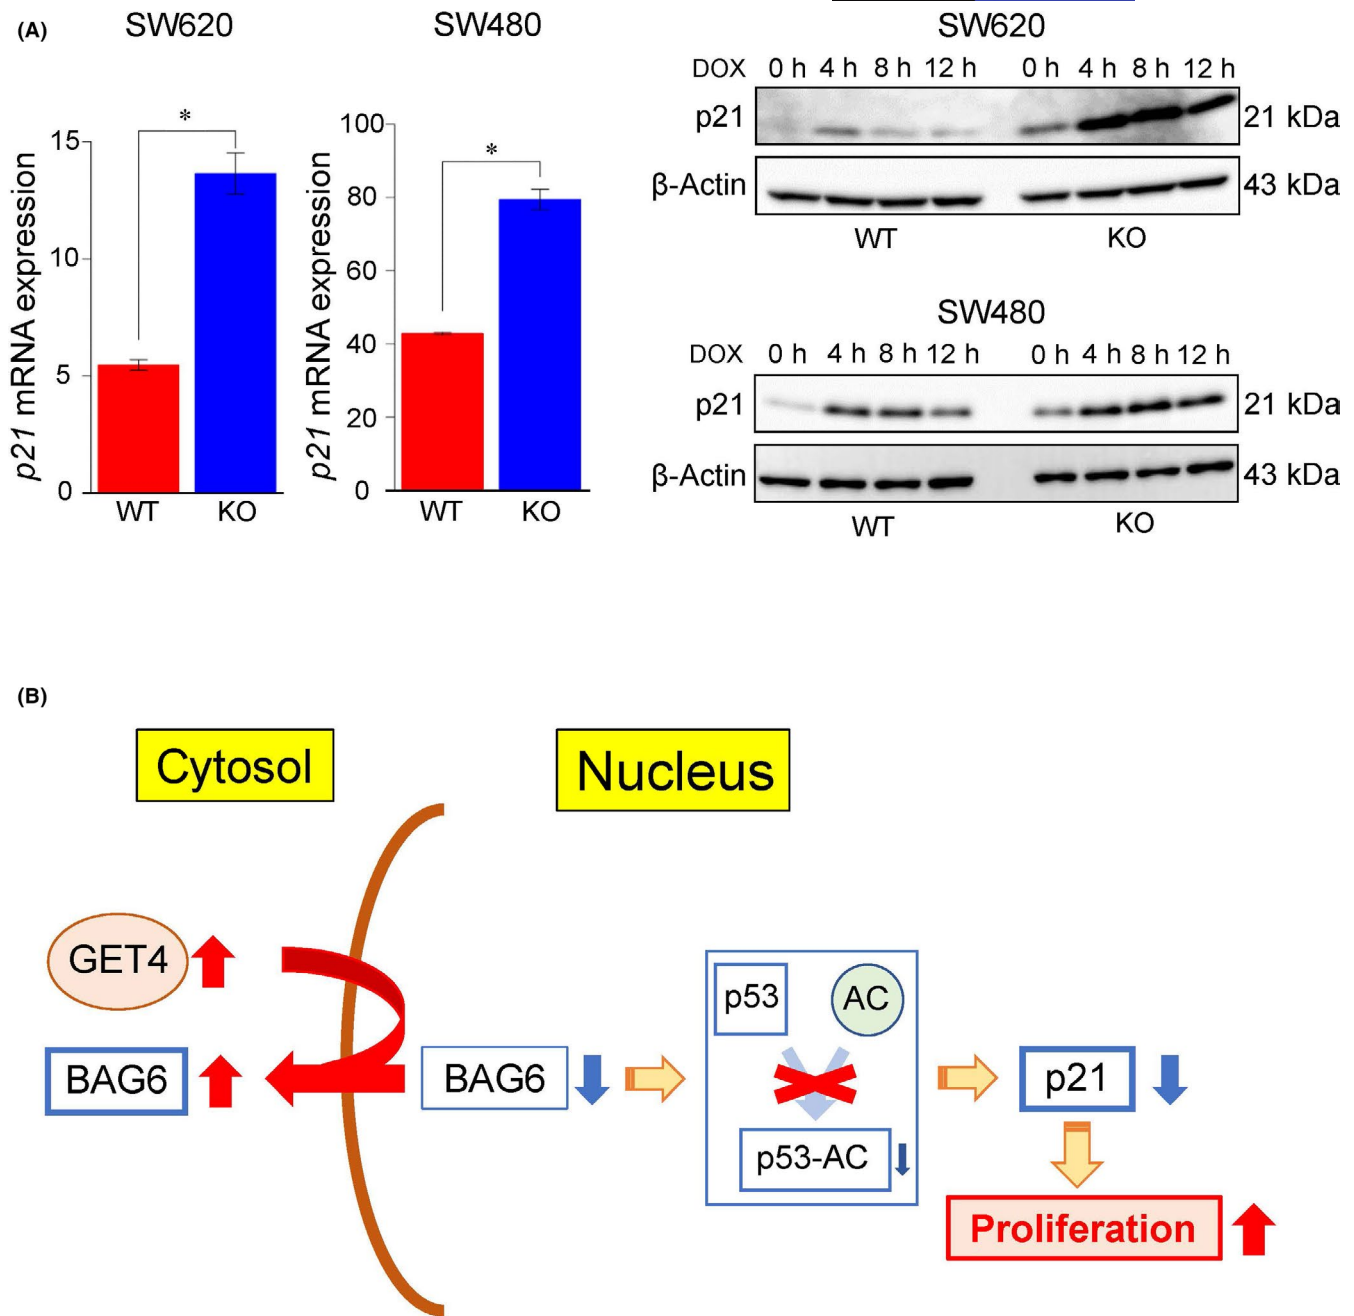 (A)
SW620
SW480
p21 mRNA expression
15
10
5
0
WT KO
*
p21 mRNA expression
100
80
60
40
20
0
WT KO
*
SW620
DOX 0 h 4 h 8 h 12 h 0 h 4 h 8 h 12 h
p21 21 kDa
β-Actin 43 kDa
WT KO
SW480
DOX 0 h 4 h 8 h 12 h 0 h 4 h 8 h 12 h
p21 21 kDa
β-Actin 43 kDa
WT KO
(B)
Cytosol
Nucleus
GET4
BAG6
BAG6
p53
AC
p53-AC
p21
Proliferation